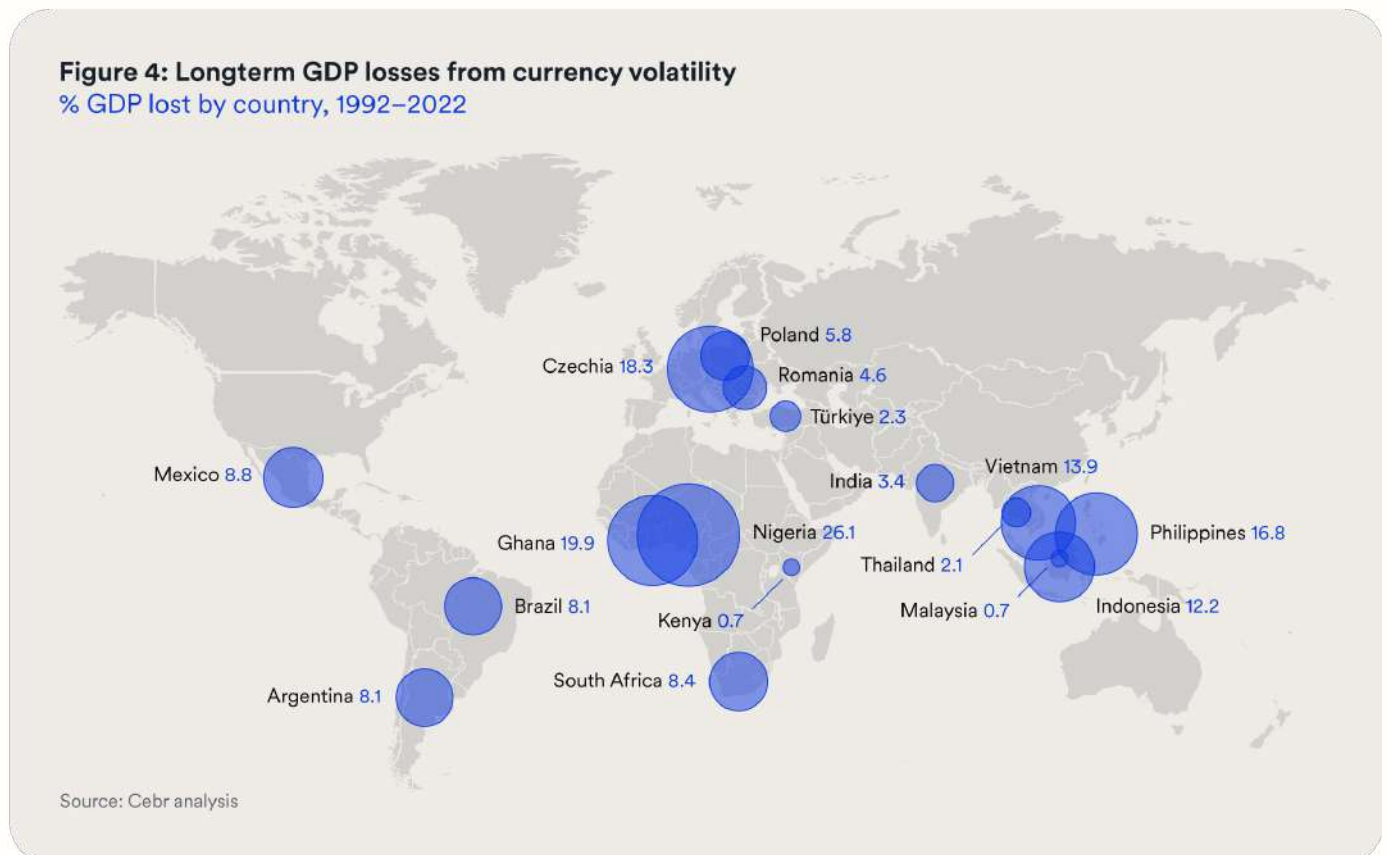 Figure 4: Longterm GDP losses from currency volatility
% GDP lost by country, 1992–2022
Poland 5.8
Czechia 18.3
Romania 4.6
Türkiye 2.3
Vietnam 13.9
Mexico 8.8
India 3.4
Nigeria 26.1
Philippines 16.8
Ghana 19.9
Thailand 2.1
Brazil 8.1
Malaysia 0.7
Indonesia 12.2
Kenya 0.7
South Africa 8.4
Argentina 8.1
Source: Cebr analysis